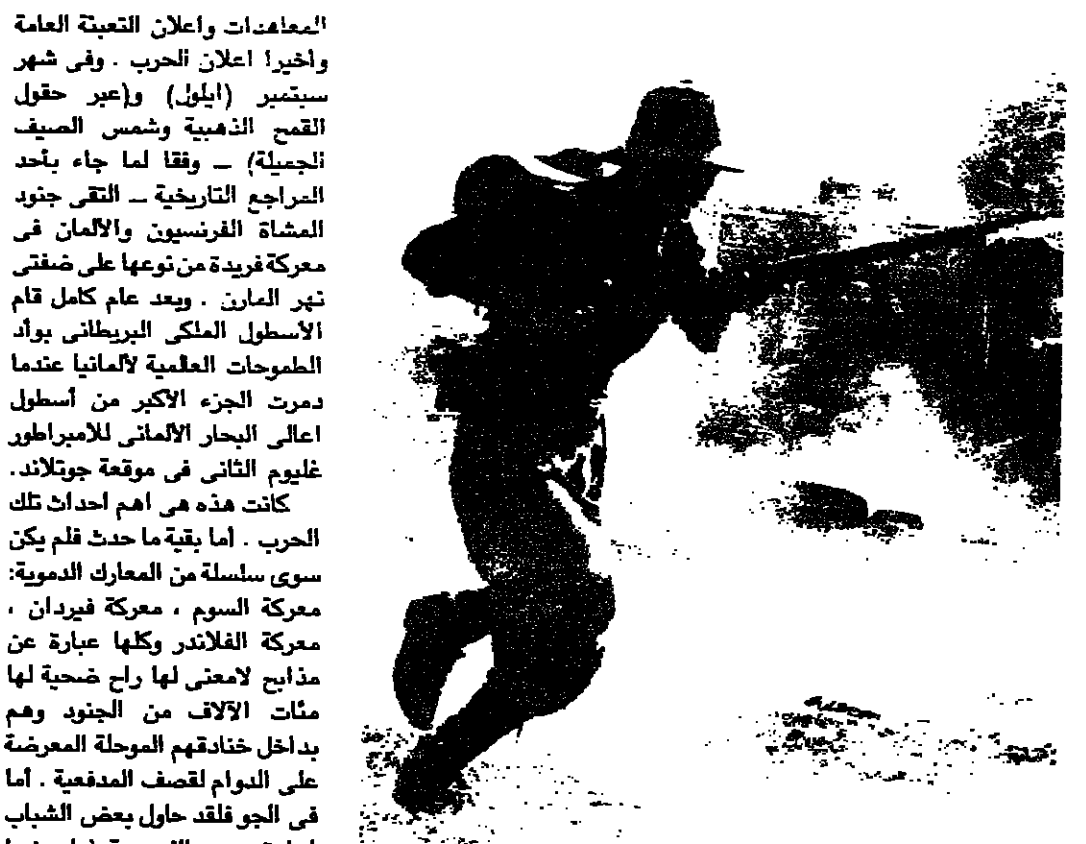 المعاهدات واعلان التعبئة العامة
وأخيرا اعلان الحرب . وفى شهر
سبتمبر (ايلول) و(عبر حقول
القمح الذهبية وشمس الصيف
الجميلة) ــ وفقا لما جاء بأحد
المراجع التاريخية ــ التقى جنود
المشاة الفرنسيون والألمان فى
معركة فريدة من نوعها على ضفتى
نهر المارن . وبعد عام كامل قام
الأسطول الملكى البريطانى بوأد
الطموحات العالمية لألمانيا عندما
دمرت الجزء الأكبر من أسطول
اعالى البحار الألمانى للامبراطور
غليوم الثانى فى موقعة جوتلاند.
كانت هذه هى اهم احداث تلك
الحرب . أما بقية ما حدث فلم يكن
سوى سلسلة من المعارك الدموية:
معركة السوم ، معركة فيردان ،
معركة الفلاندر وكلها عبارة عن
مذابح لامعنى لها راح ضحية لها
مئات الآلاف من الجنود وهم
بداخل خنادقهم الموحلة المعرضة
على الدوام لقصف المدفعية . أما
فى الجو فلقد حاول بعض الشباب